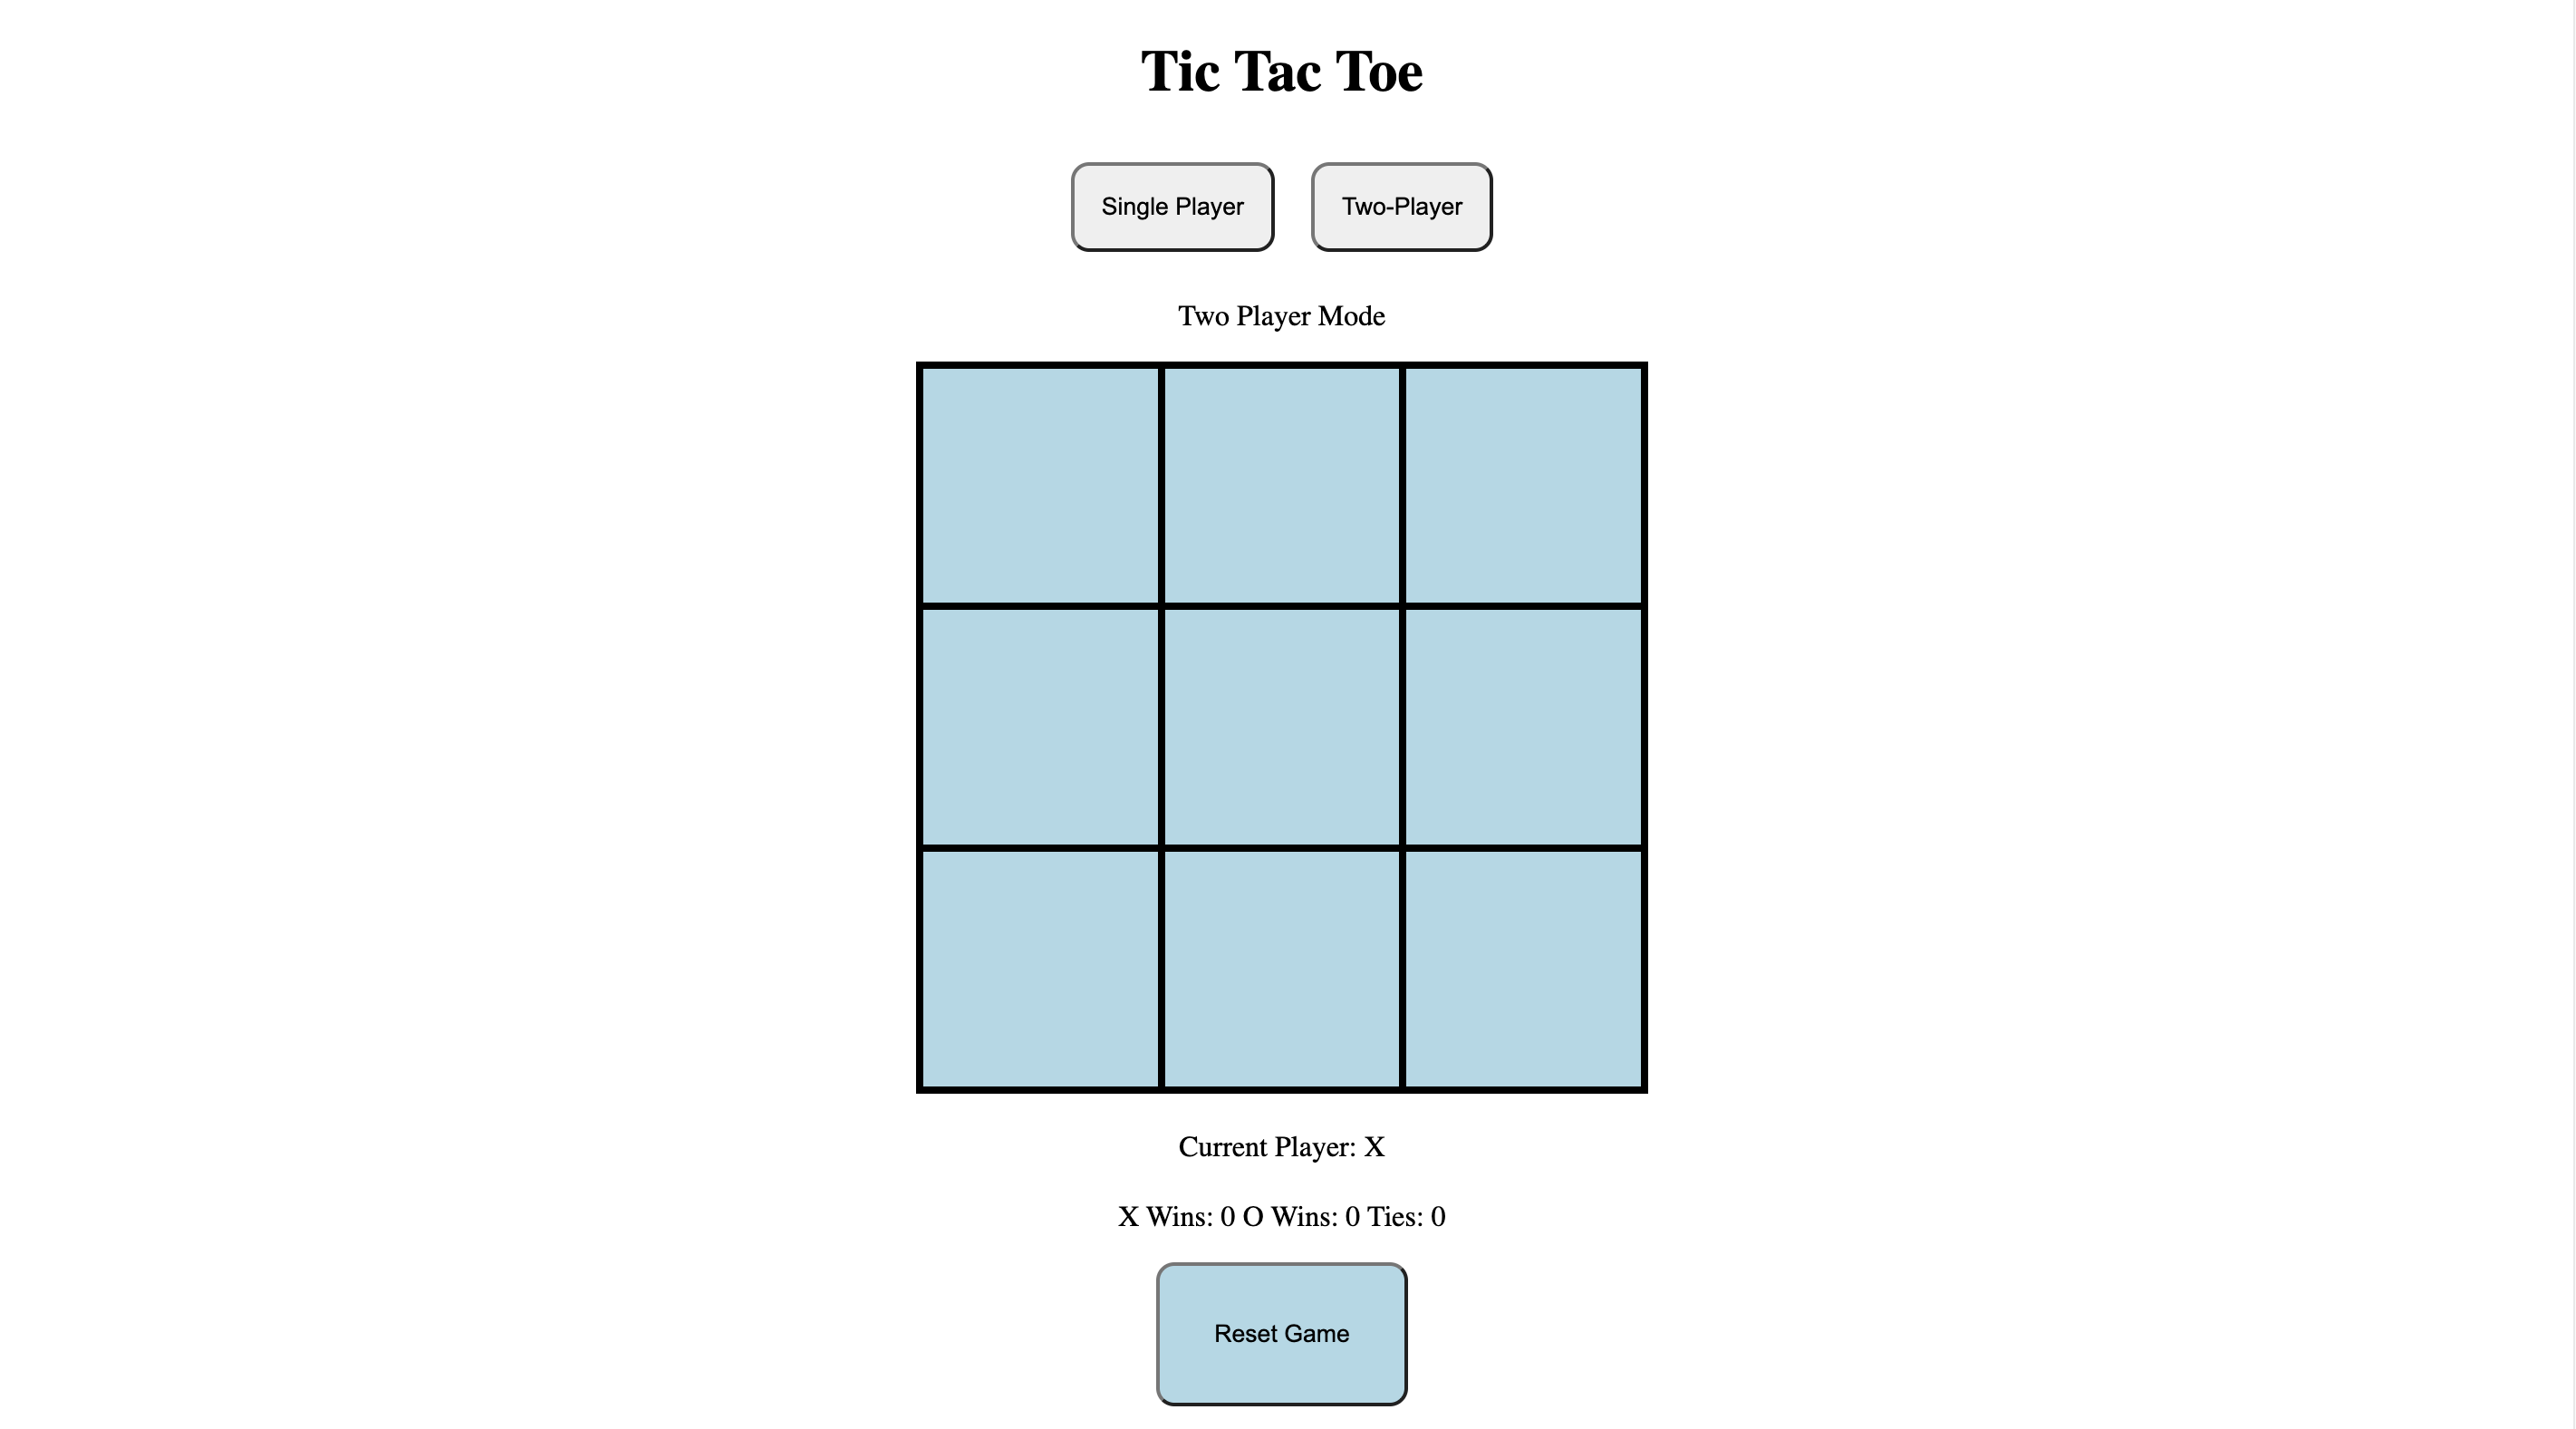 Tic Tac Toe
Single Player Two-Player
Two Player Mode
Current Player: X
X Wins: 0 O Wins: 0 Ties: 0
Reset Game